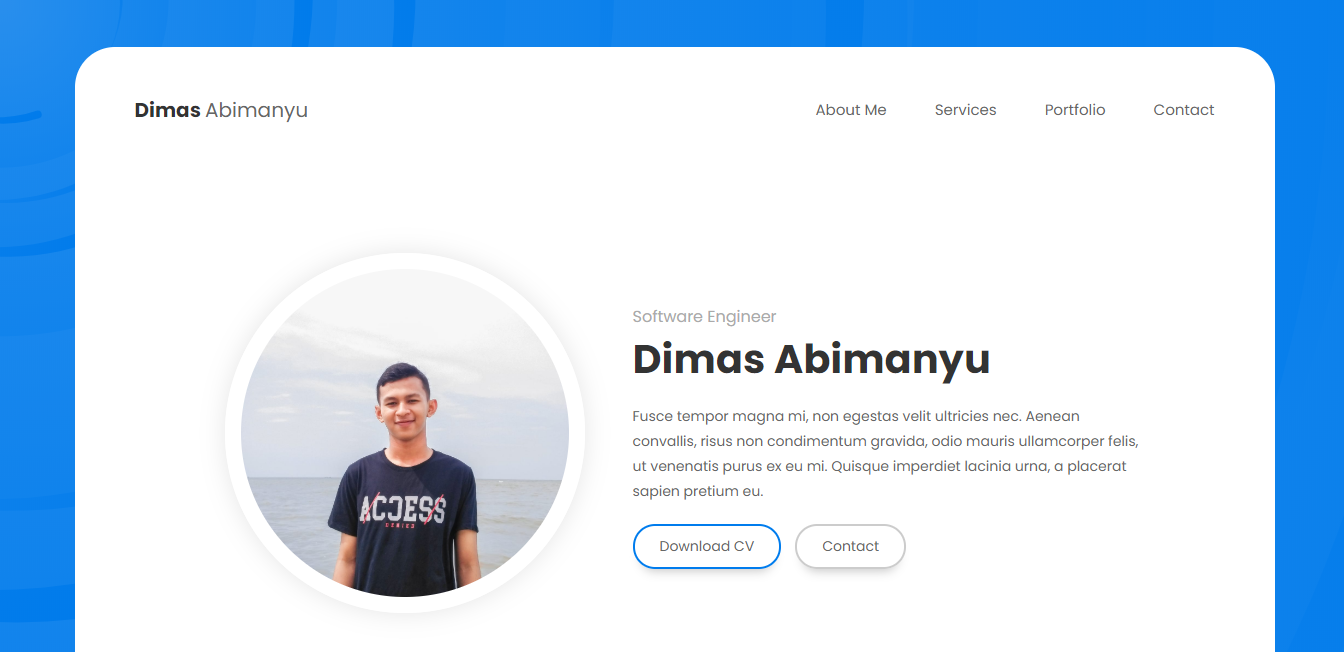 Dimas Abimanyu
About Me Services Portfolio Contact
Software Engineer
Dimas Abimanyu
Fusce tempor magna mi, non egestas velit ultricies nec. Aenean
convallis, risus non condimentum gravida, odio mauris ullamcorper felis,
ut venenatis purus ex eu mi. Quisque imperdiet lacinia urna, a placerat
sapien pretium eu.
ACCESS
DENIED
Download CV Contact